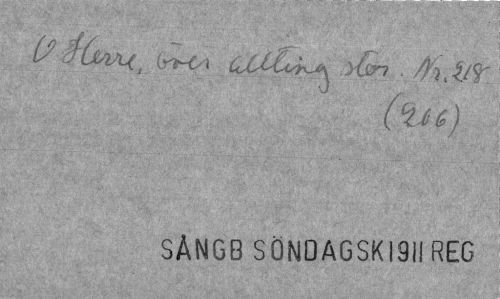 O Herre, över allting stor. Nr. 218
(206)
SÅNGB SÖNDAGSK 1911 REG